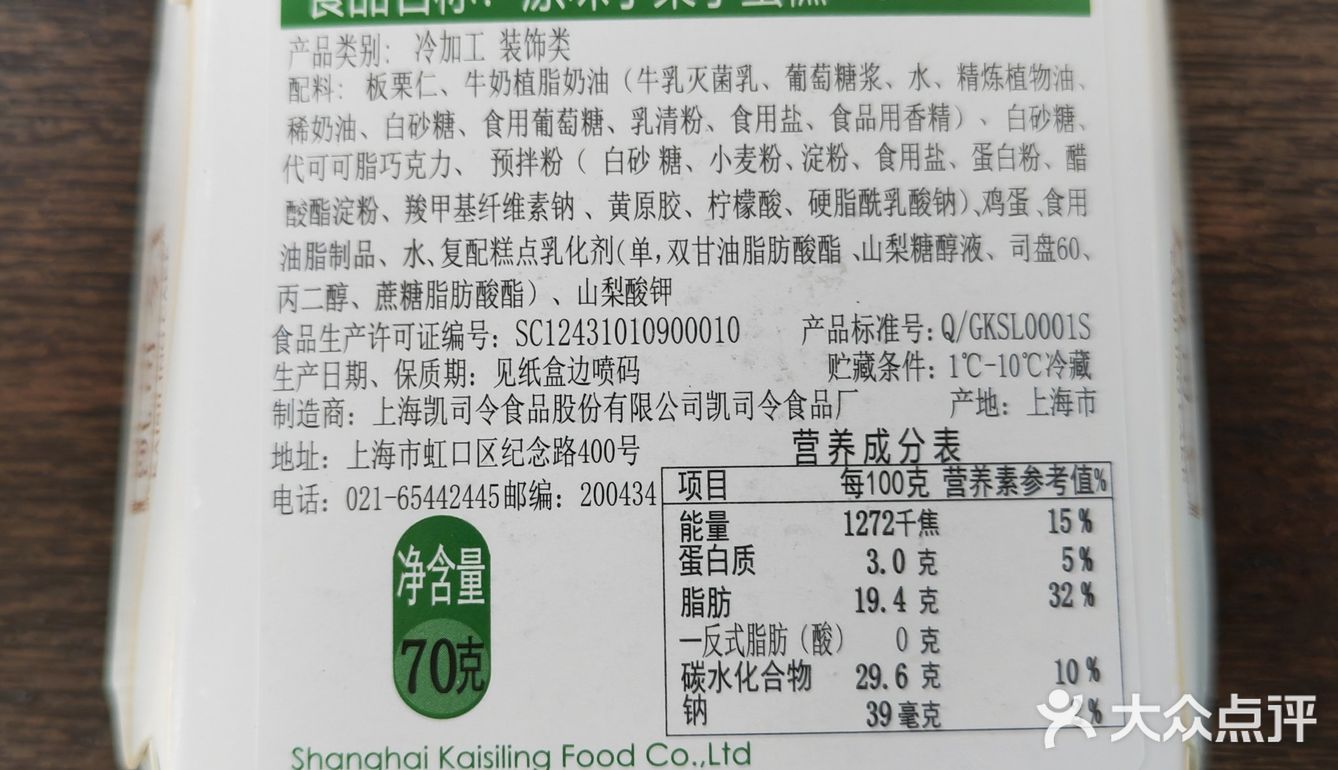 食品名称：原味小栗子蛋糕
产品类别：冷加工 装饰类
配料：板栗仁、牛奶植脂奶油（牛乳灭菌乳、葡萄糖浆、水、精炼植物油、
稀奶油、白砂糖、食用葡萄糖、乳清粉、食用盐、食品用香精）、白砂糖、
代可可脂巧克力、 预拌粉（ 白砂糖、小麦粉、淀粉、食用盐、蛋白粉、醋
酸酯淀粉、羧甲基纤维素钠 、黄原胶、柠檬酸、硬脂酰乳酸钠）、鸡蛋、食用
油脂制品、水、复配糕点乳化剂(单,双甘油脂肪酸酯 、山梨糖醇液、司盘60、
丙二醇、蔗糖脂肪酸酯）、山梨酸钾
食品生产许可证编号：SC12431010900010 产品标准号：Q/GKSL0001S
生产日期、保质期：见纸盒边喷码 贮藏条件：1℃-10℃冷藏
制造商：上海凯司令食品股份有限公司凯司令食品厂 产地：上海市
地址：上海市虹口区纪念路400号
电话：021-65442445邮编：200434
营养成分表
项目 每100克 营养素参考值%
能量 1272千焦 15%
蛋白质 3.0 克 5%
脂肪 19.4 克 32%
—反式脂肪（酸） 0 克
碳水化合物 29.6 克 10%
钠 39 毫克 2%
净含量
70克
Shanghai Kaisiling Food Co.,Ltd
大众点评